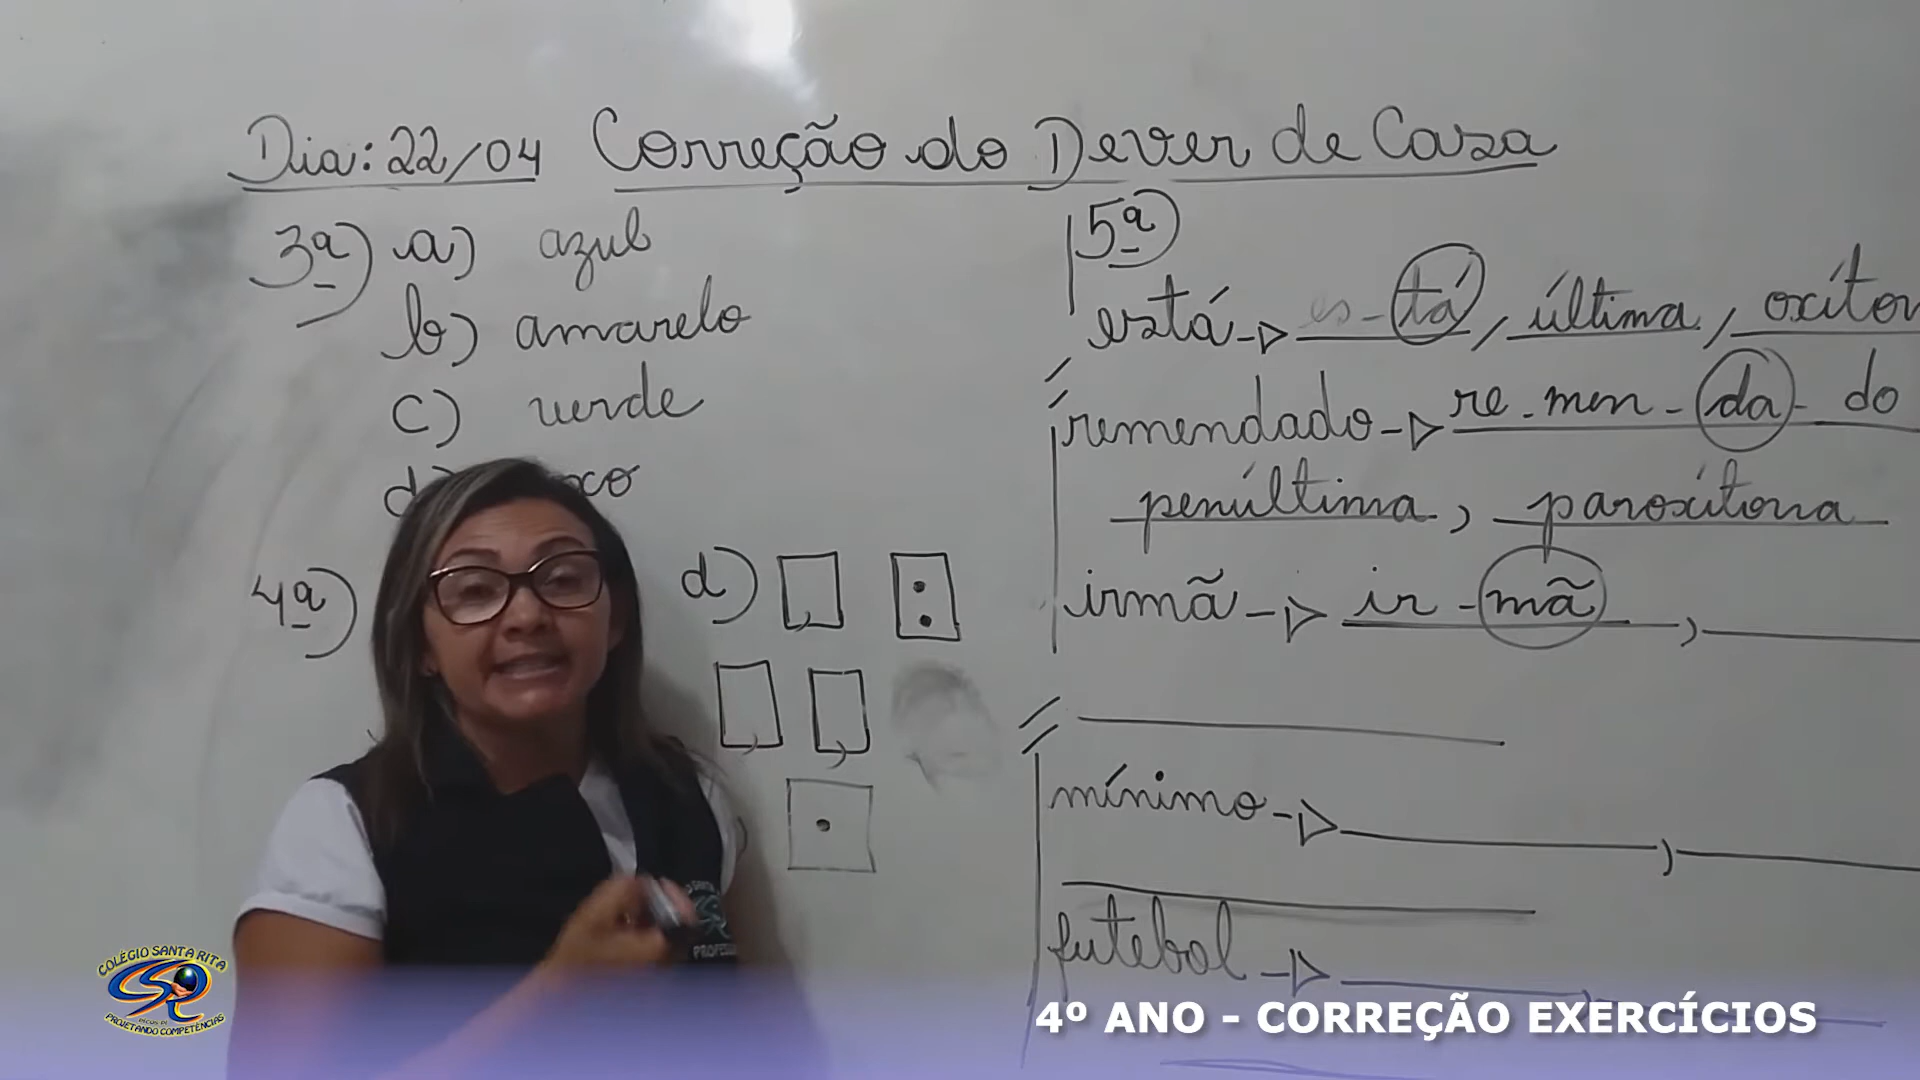 Dia: 22/04 Correção do Dever de Casa
3ª) a) azul
b) amarelo
c) verde
d)
4ª)
d)
5ª)
está → es-tá, última, oxíton
remendado → re-men-da-do
penúltima, paroxítona
irmã → ir-mã,
mínimo →
futebol →
COLÉGIO SANTA RITA
PROJETANDO COMPETÊNCIAS
4º ANO - CORREÇÃO EXERCÍCIOS